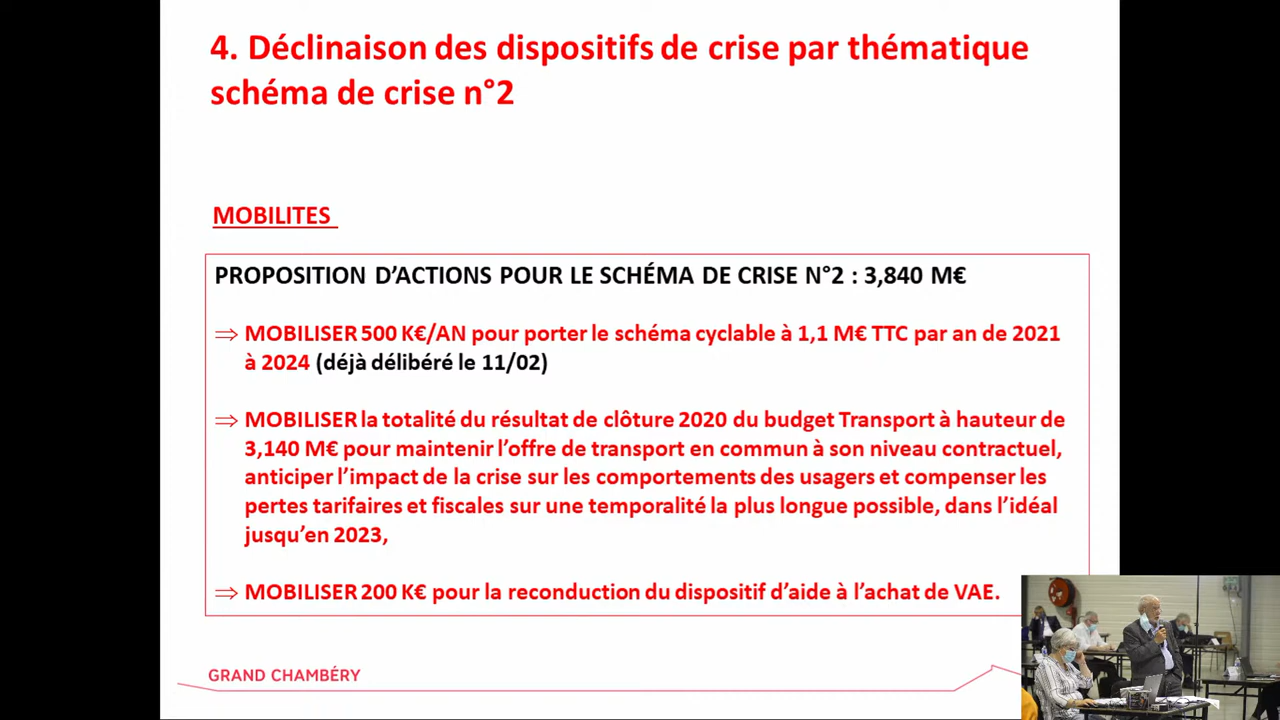 4. Déclinaison des dispositifs de crise par thématique
schéma de crise n°2
MOBILITES
PROPOSITION D’ACTIONS POUR LE SCHÉMA DE CRISE N°2 : 3,840 M€
⇒ MOBILISER 500 K€/AN pour porter le schéma cyclable à 1,1 M€ TTC par an de 2021
à 2024 (déjà délibéré le 11/02)
⇒ MOBILISER la totalité du résultat de clôture 2020 du budget Transport à hauteur de
3,140 M€ pour maintenir l’offre de transport en commun à son niveau contractuel,
anticiper l’impact de la crise sur les comportements des usagers et compenser les
pertes tarifaires et fiscales sur une temporalité la plus longue possible, dans l’idéal
jusqu’en 2023,
⇒ MOBILISER 200 K€ pour la reconduction du dispositif d’aide à l’achat de VAE.
GRAND CHAMBÉRY